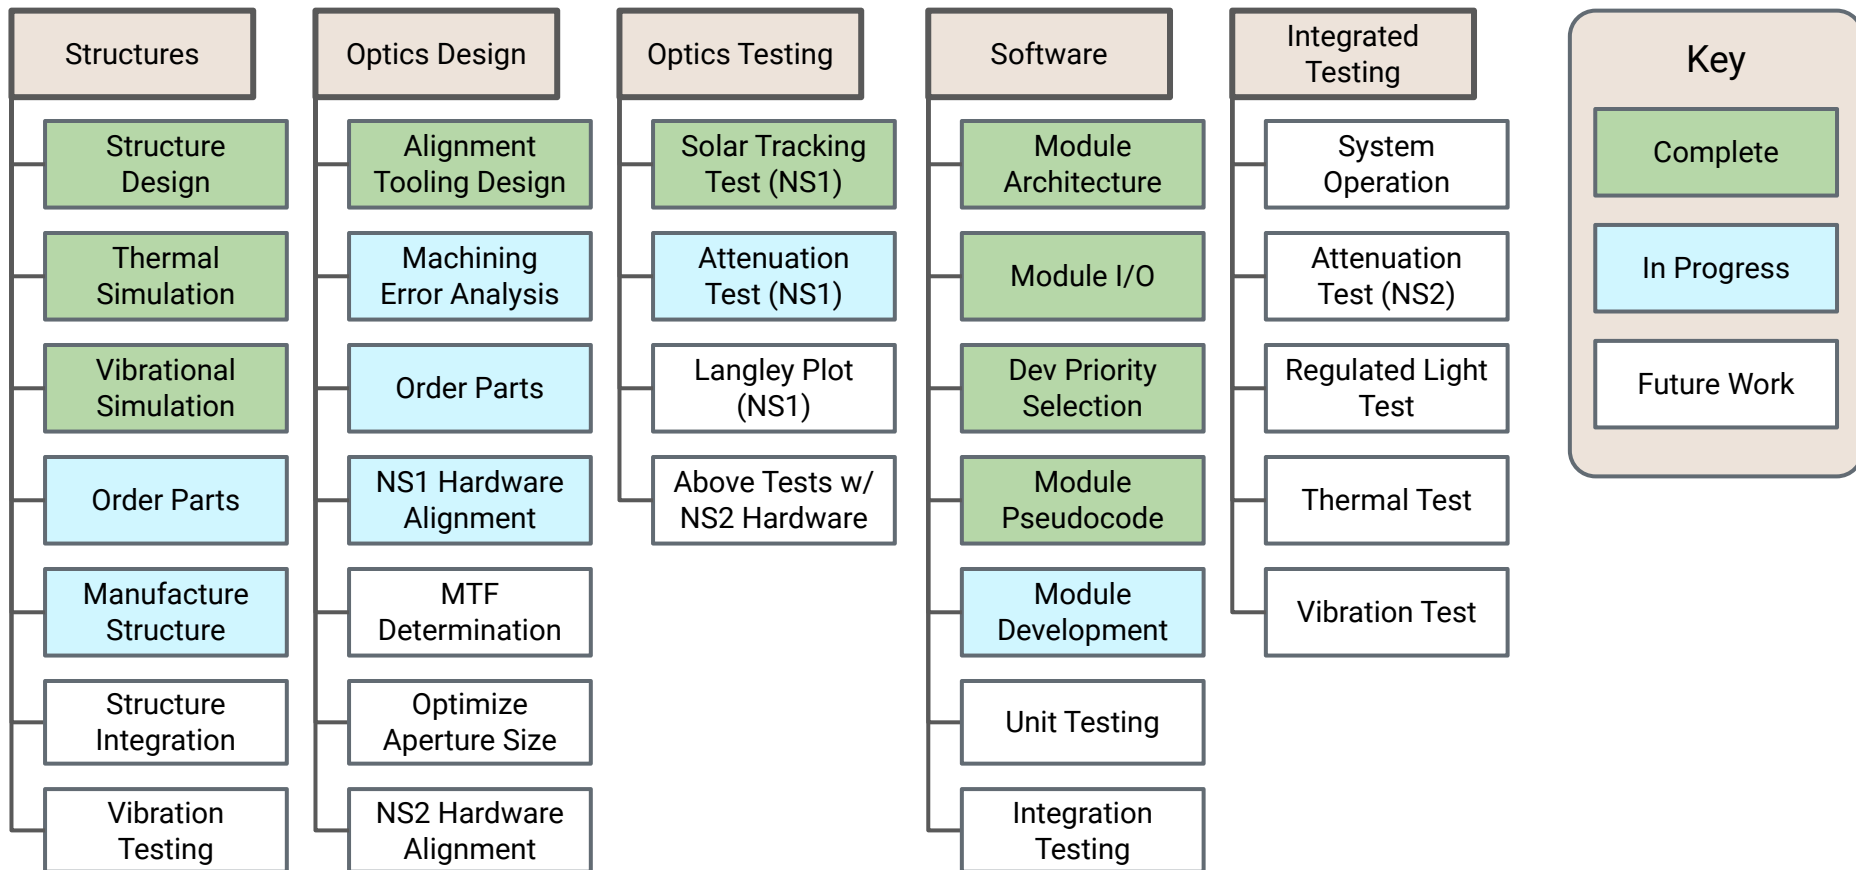 Structures
Structure
Design
Thermal
Simulation
Vibrational
Simulation
Order Parts
Manufacture
Structure
Structure
Integration
Vibration
Testing
Optics Design
Alignment
Tooling Design
Machining
Error Analysis
Order Parts
NS1 Hardware
Alignment
MTF
Determination
Optimize
Aperture Size
NS2 Hardware
Alignment
Optics Testing
Solar Tracking
Test (NS1)
Attenuation
Test (NS1)
Langley Plot
(NS1)
Above Tests w/
NS2 Hardware
Software
Module
Architecture
Module I/O
Dev Priority
Selection
Module
Pseudocode
Module
Development
Unit Testing
Integration
Testing
Integrated
Testing
System
Operation
Attenuation
Test (NS2)
Regulated Light
Test
Thermal Test
Vibration Test
Key
Complete
In Progress
Future Work